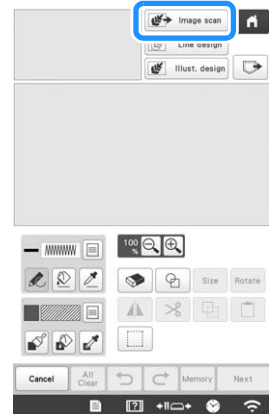 Image scan
Line design
Illust. design
100 %
Size
Rotate
Cancel
All Clear
Memory
Next